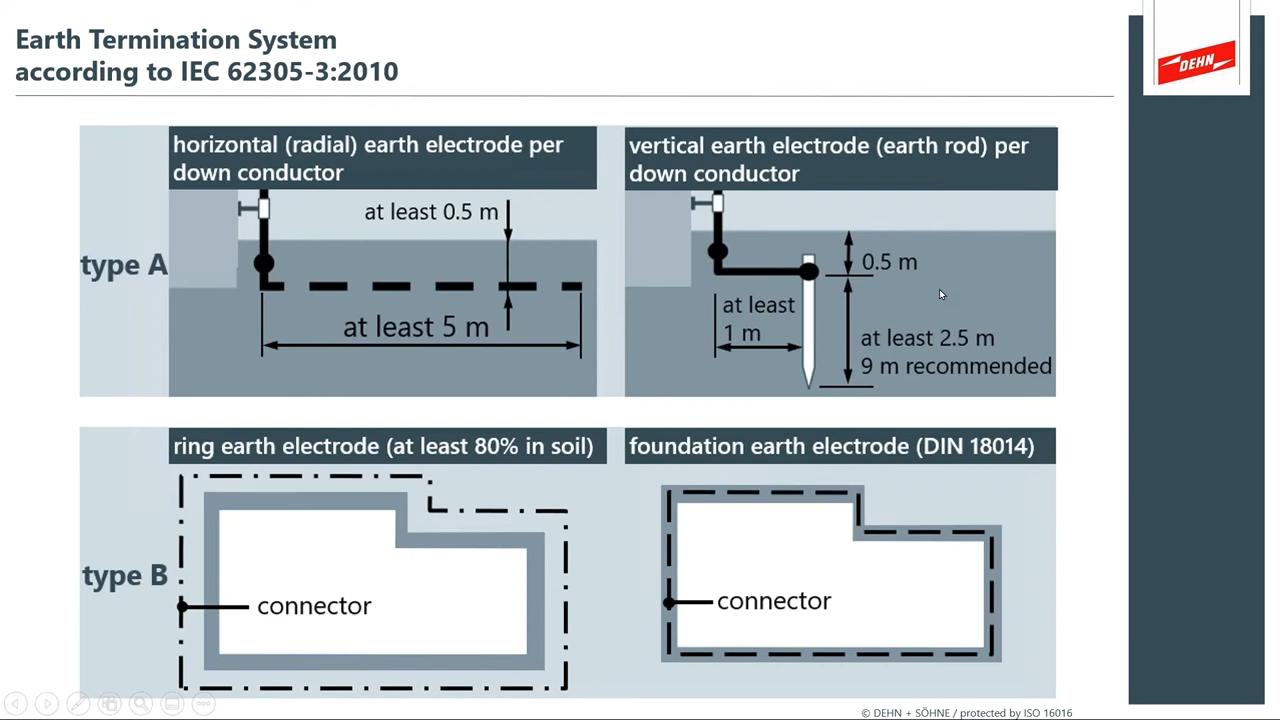 Earth Termination System
according to IEC 62305-3:2010
DEHN
horizontal (radial) earth electrode per
down conductor
vertical earth electrode (earth rod) per
down conductor
type A
at least 0.5 m
at least 5 m
0.5 m
at least
1 m
at least 2.5 m
9 m recommended
ring earth electrode (at least 80% in soil)
foundation earth electrode (DIN 18014)
type B
connector
connector
© DEHN + SÖHNE / protected by ISO 16016